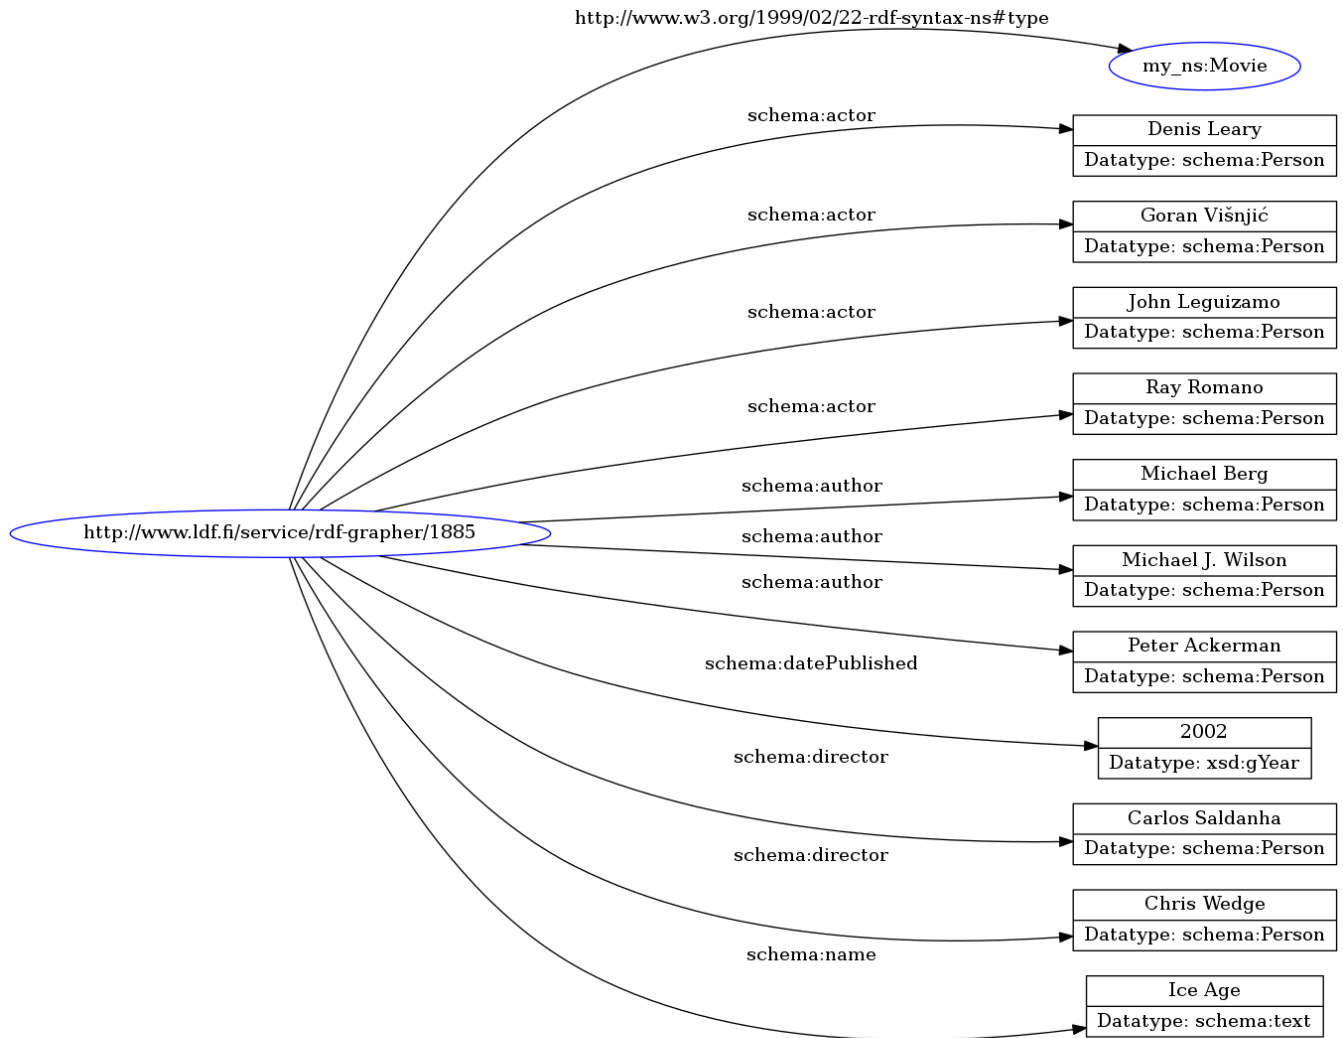 http://www.w3.org/1999/02/22-rdf-syntax-ns#type
my_ns:Movie
schema:actor
Denis Leary
Datatype: schema:Person
schema:actor
Goran Višnjić
Datatype: schema:Person
schema:actor
John Leguizamo
Datatype: schema:Person
schema:actor
Ray Romano
Datatype: schema:Person
schema:author
Michael Berg
Datatype: schema:Person
http://www.ldf.fi/service/rdf-grapher/1885
schema:author
Michael J. Wilson
Datatype: schema:Person
schema:author
Peter Ackerman
Datatype: schema:Person
schema:datePublished
2002
Datatype: xsd:gYear
schema:director
Carlos Saldanha
Datatype: schema:Person
schema:director
Chris Wedge
Datatype: schema:Person
schema:name
Ice Age
Datatype: schema:text